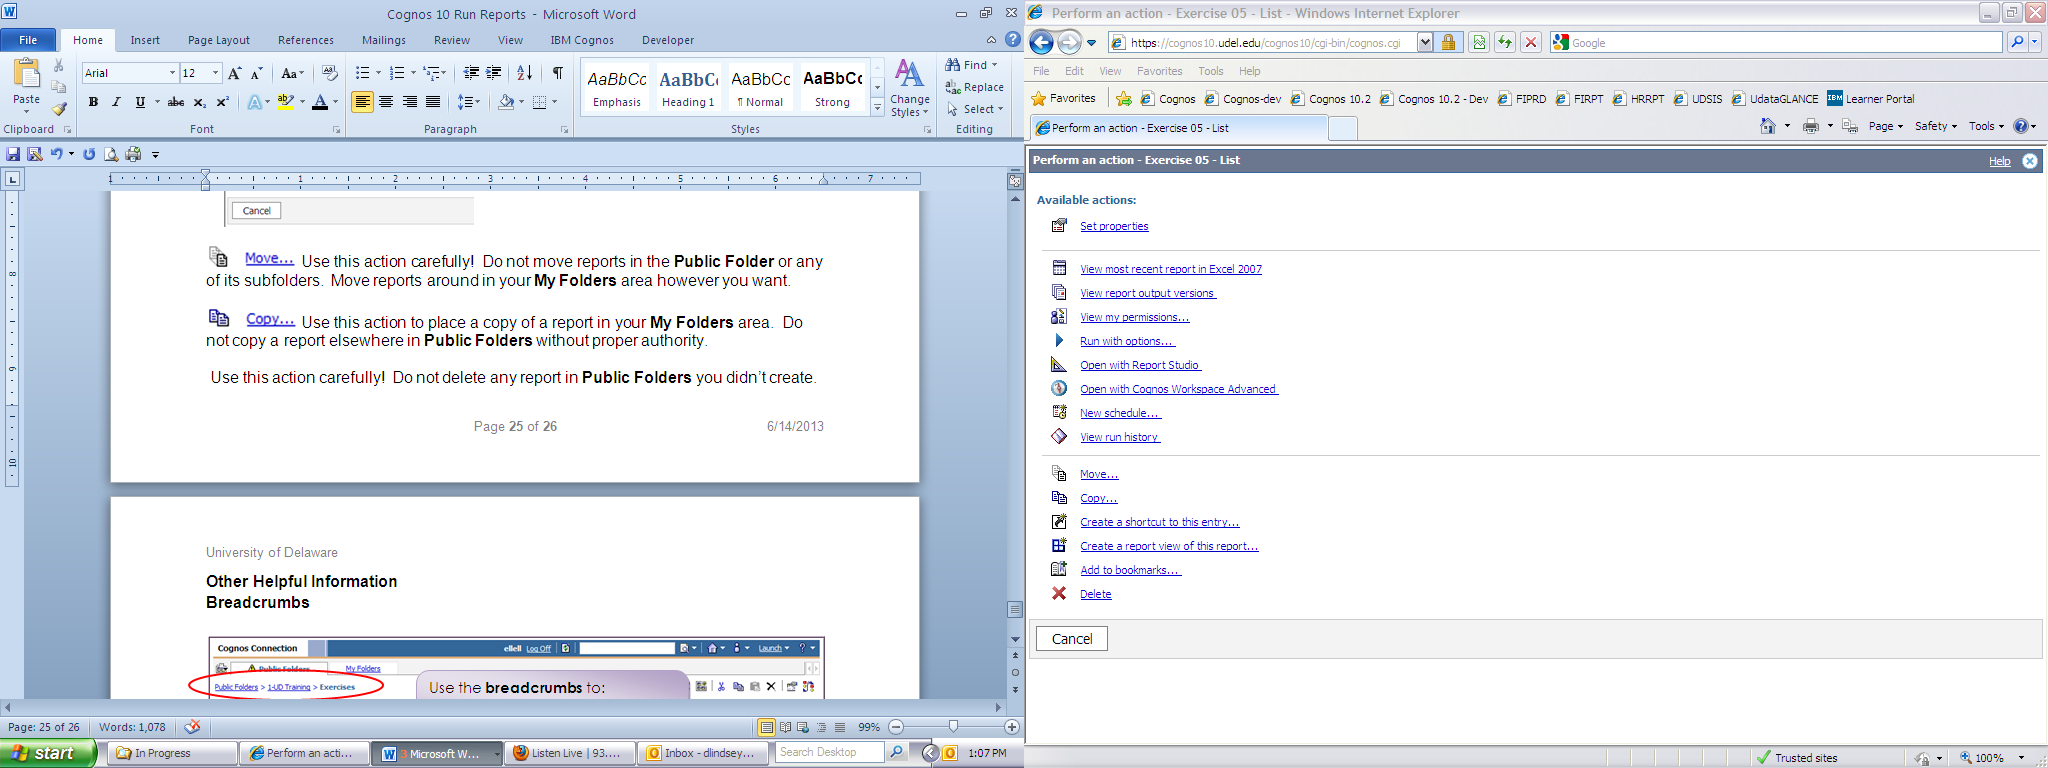 Cognos 10 Run Reports - Microsoft Word
File Home Insert Page Layout References Mailings Review View IBM Cognos Developer
Paste
Clipboard
Arial 12
Font
Paragraph
AaBbCc AaBbC AaBbCc AaBbCc
Emphasis Heading 1 ¶ Normal Strong
Styles
Change
Styles
Find
Replace
Select
Editing
1 1 2 3 4 5 6 7
8
9
10
Cancel
Move... Use this action carefully! Do not move reports in the Public Folder or any
of its subfolders. Move reports around in your My Folders area however you want.
Copy... Use this action to place a copy of a report in your My Folders area. Do
not copy a report elsewhere in Public Folders without proper authority.
Use this action carefully! Do not delete any report in Public Folders you didn't create.
Page 25 of 26 6/14/2013
University of Delaware
Other Helpful Information
Breadcrumbs
Cognos Connection ellell Log Off Launch
Public Folders My Folders
Public Folders > 1-UD Training > Exercises
Use the breadcrumbs to:
Page: 25 of 26 Words: 1,078 99%
start In Progress Perform an acti... 3 Microsoft W... Listen Live | 93.... Inbox - dlindsey... Search Desktop 1:07 PM
Perform an action - Exercise 05 - List - Windows Internet Explorer
https://cognos10.udel.edu/cognos10/cgi-bin/cognos.cgi Google
File Edit View Favorites Tools Help
Favorites Cognos Cognos-dev Cognos 10.2 Cognos 10.2 - Dev FIPRD FIRPT HRRPT UDSIS UdataGLANCE IBM Learner Portal
Perform an action - Exercise 05 - List Page Safety Tools
Perform an action - Exercise 05 - List Help
Available actions:
Set properties
View most recent report in Excel 2007
View report output versions
View my permissions...
Run with options...
Open with Report Studio
Open with Cognos Workspace Advanced
New schedule...
View run history
Move...
Copy...
Create a shortcut to this entry...
Create a report view of this report...
Add to bookmarks...
Delete
Cancel
Trusted sites 100%